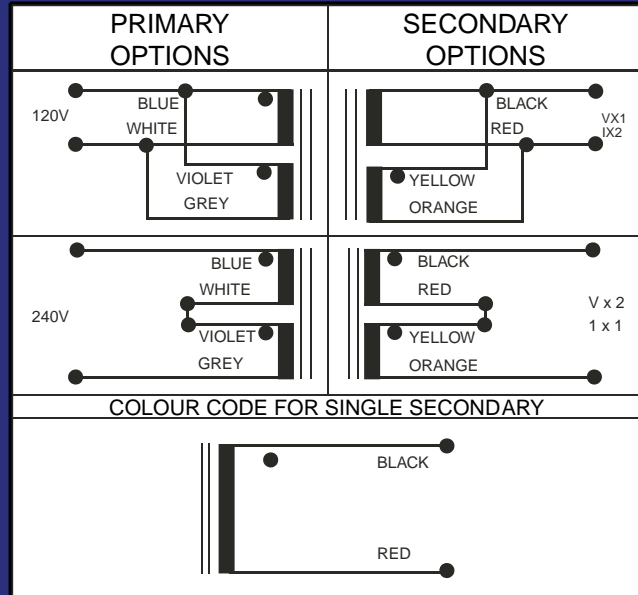 PRIMARY
OPTIONS
SECONDARY
OPTIONS
120V
BLUE
WHITE
VIOLET
GREY
BLACK
RED
YELLOW
ORANGE
VX1
IX2
240V
BLUE
WHITE
VIOLET
GREY
BLACK
RED
YELLOW
ORANGE
V x 2
1 x 1
COLOUR CODE FOR SINGLE SECONDARY
BLACK
RED